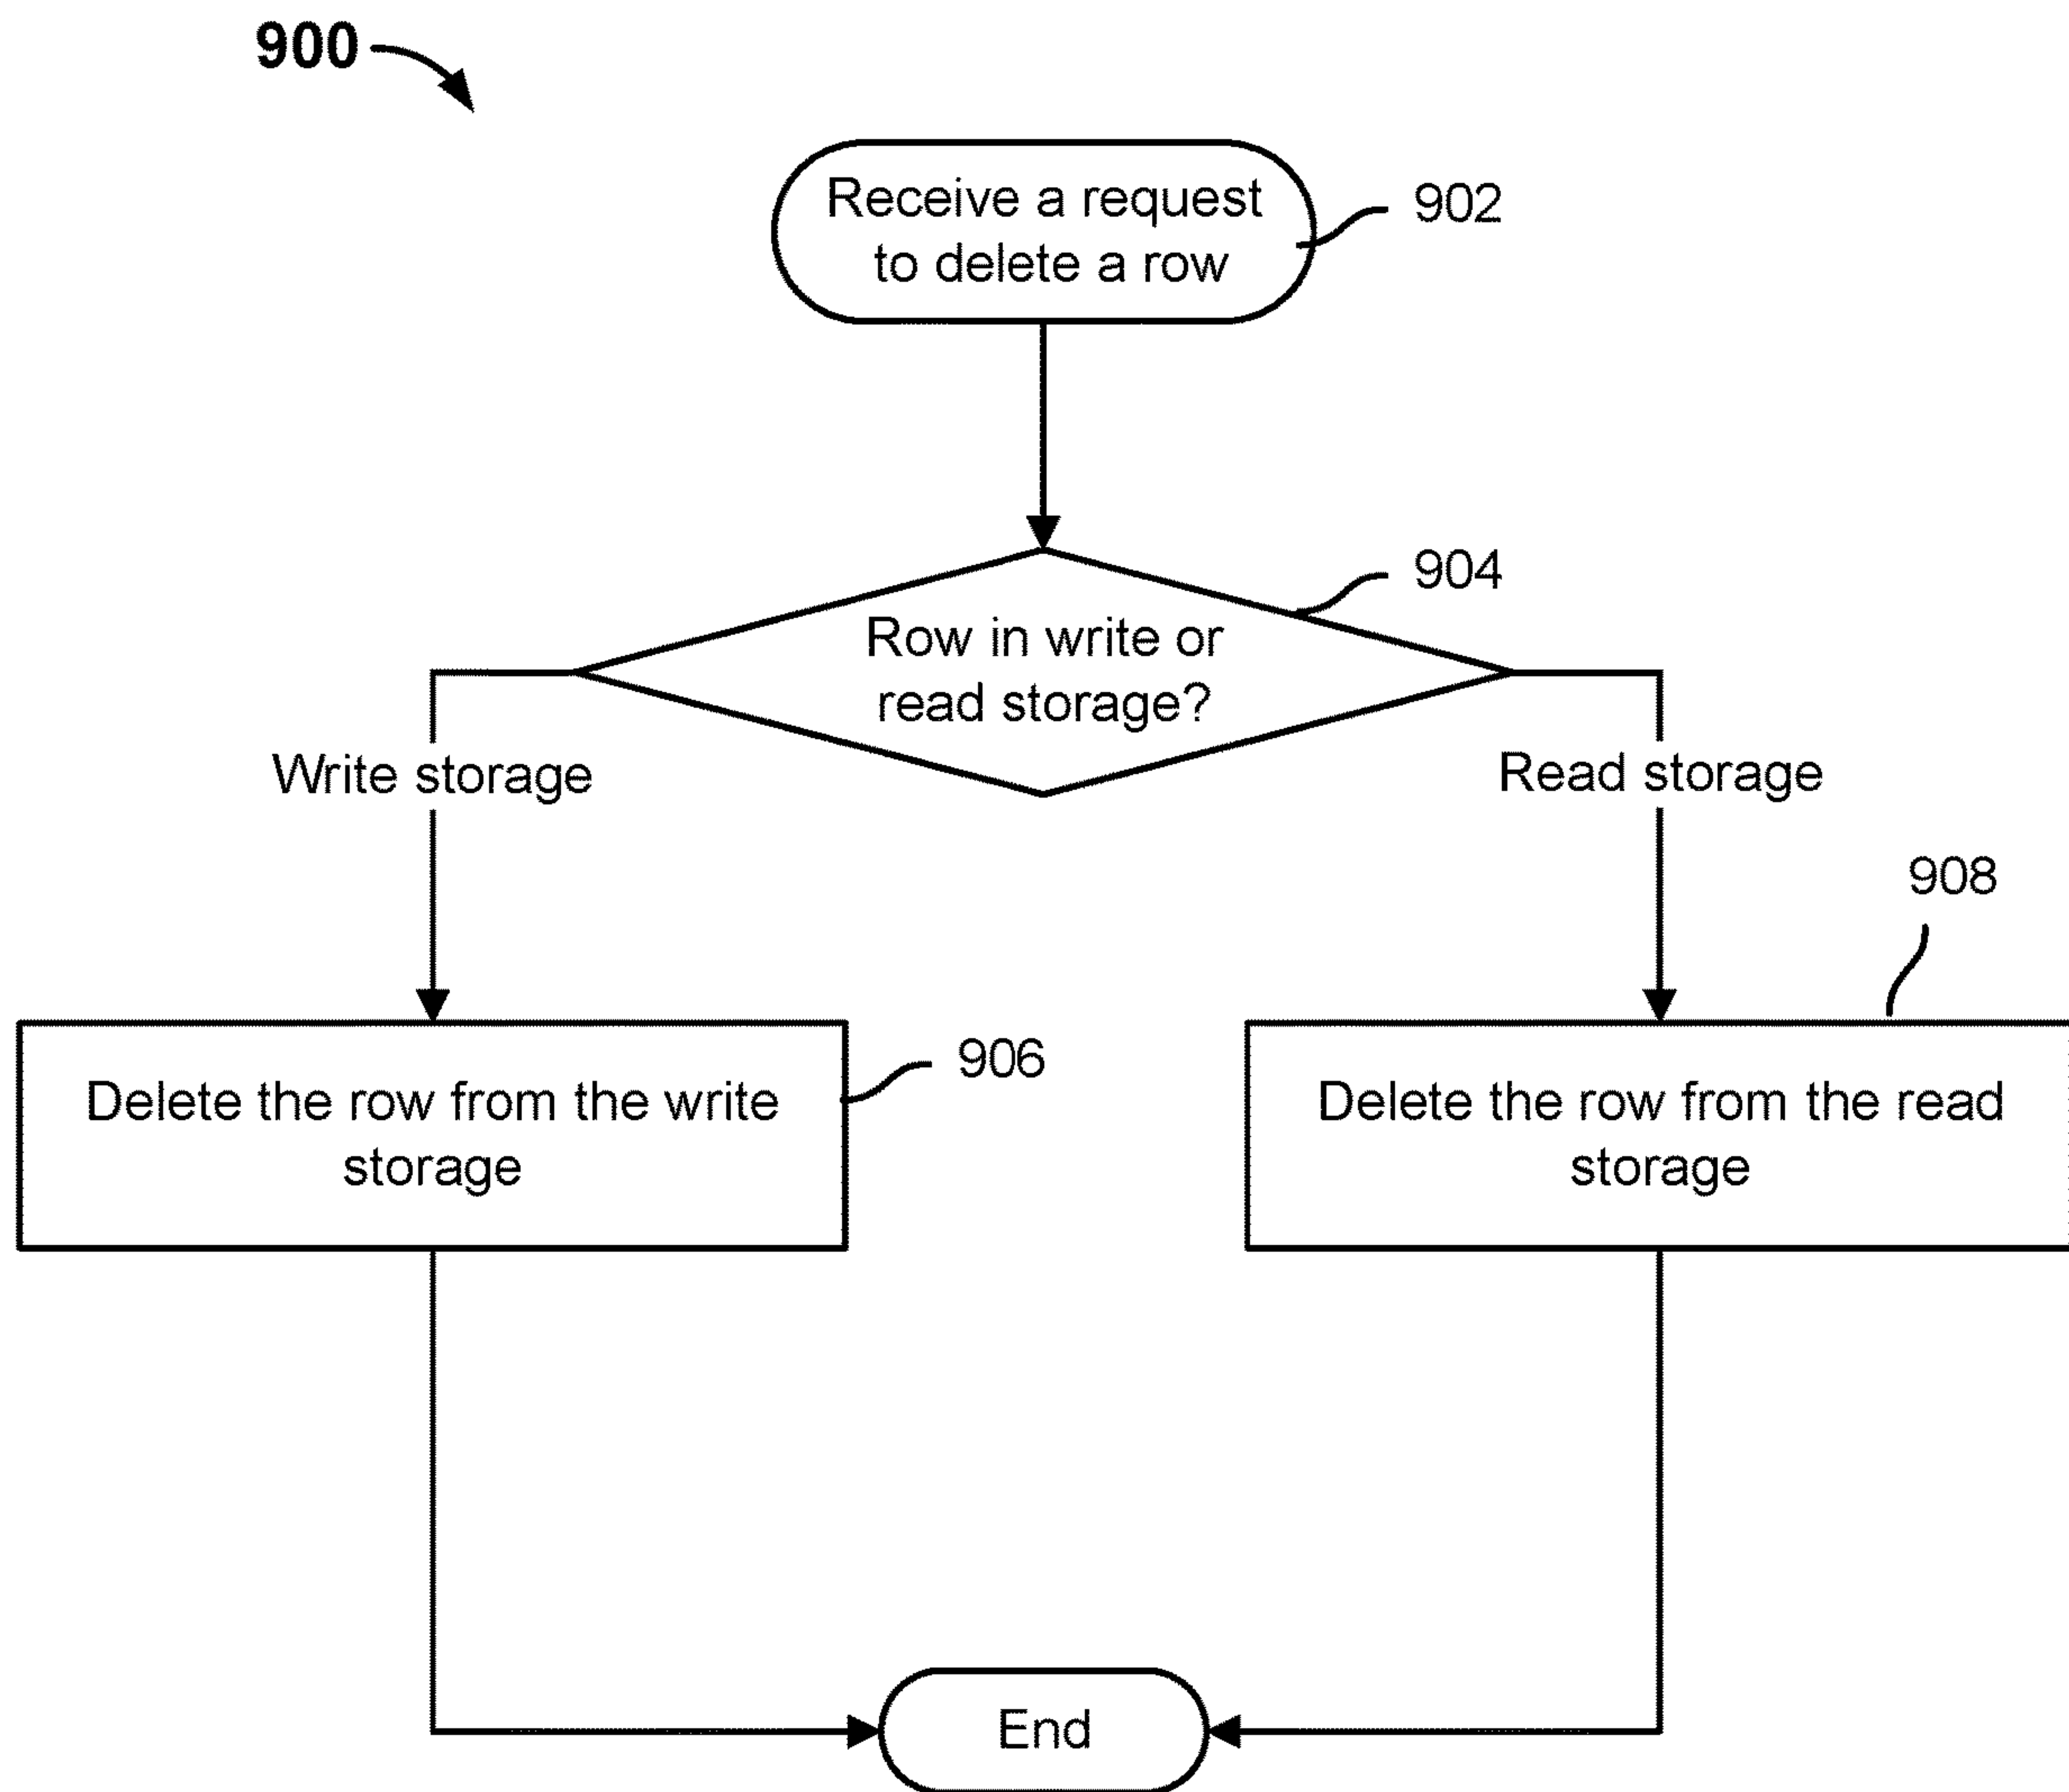 900
Receive a request
to delete a row
902
904
Row in write or
read storage?
Write storage
Read storage
908
906
Delete the row from the write
storage
Delete the row from the read
storage
End